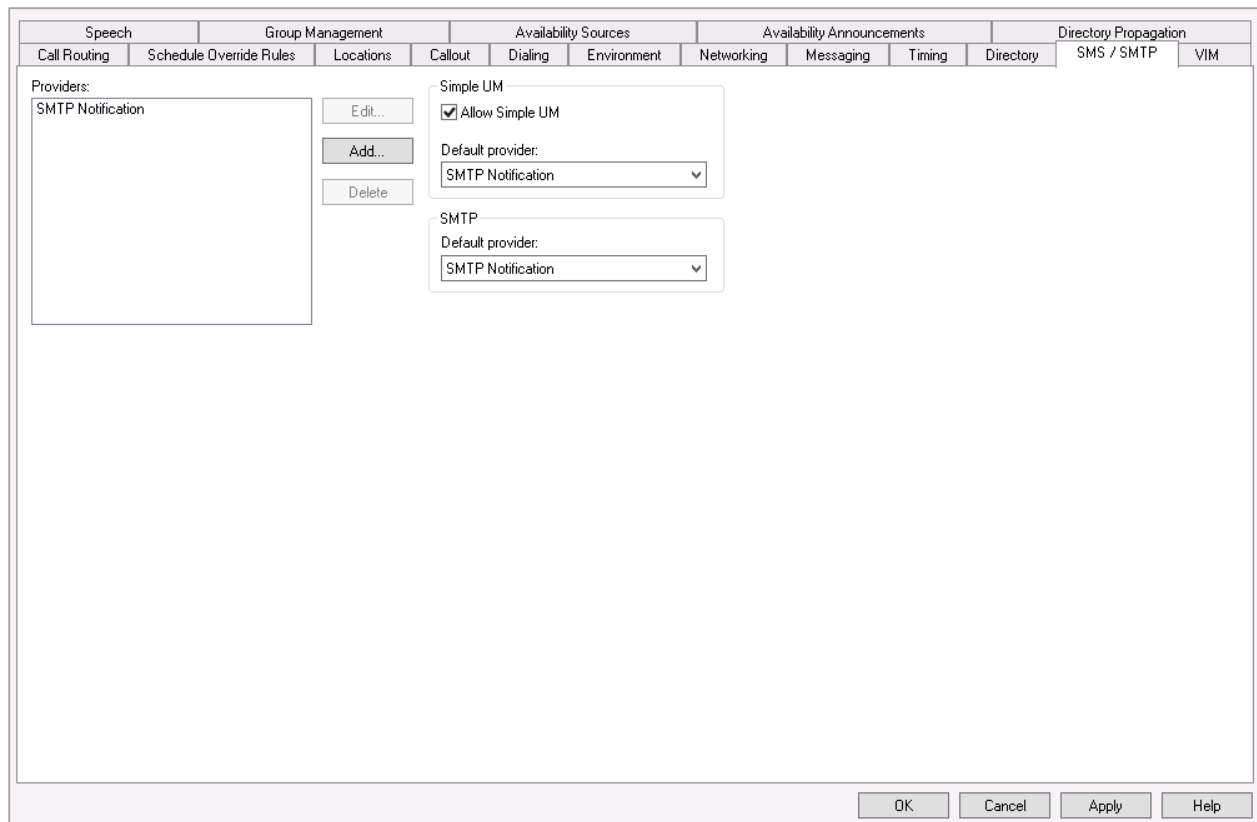 Speech Group Management Availability Sources Availability Announcements Directory Propagation
Call Routing Schedule Override Rules Locations Callout Dialing Environment Networking Messaging Timing Directory SMS / SMTP VIM
Providers:
SMTP Notification
Edit...
Add...
Delete
Simple UM
Allow Simple UM
Default provider:
SMTP Notification
SMTP
Default provider:
SMTP Notification
OK Cancel Apply Help